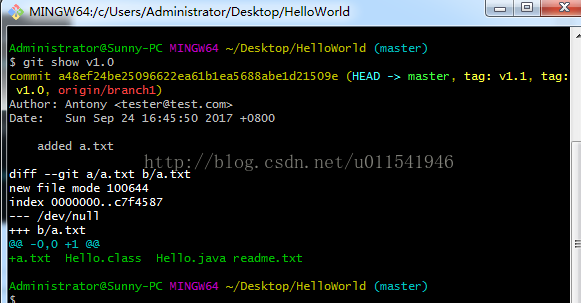 MINGW64:/c/Users/Administrator/Desktop/HelloWorld
Administrator@Sunny-PC MINGW64 ~/Desktop/HelloWorld (master)
$ git show v1.0
commit a48ef24be25096622ea61b1ea5688abe1d21509e (HEAD -> master, tag: v1.1, tag:
v1.0, origin/branch1)
Author: Antony <tester@test.com>
Date:   Sun Sep 24 16:45:50 2017 +0800
added a.txt
http://blog.csdn.net/u011541946
diff --git a/a.txt b/a.txt
new file mode 100644
index 0000000..c7f4587
--- /dev/null
+++ b/a.txt
@@ -0,0 +1 @@
+a.txt  Hello.class  Hello.java readme.txt
Administrator@Sunny-PC MINGW64 ~/Desktop/HelloWorld (master)
$